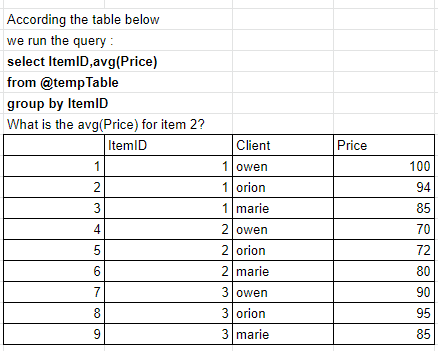 According the table below
we run the query :
select ItemID,avg(Price)
from @tempTable
group by ItemID
What is the avg(Price) for item 2?
ItemID Client Price
1 1 owen 100
2 1 orion 94
3 1 marie 85
4 2 owen 70
5 2 orion 72
6 2 marie 80
7 3 owen 90
8 3 orion 95
9 3 marie 85